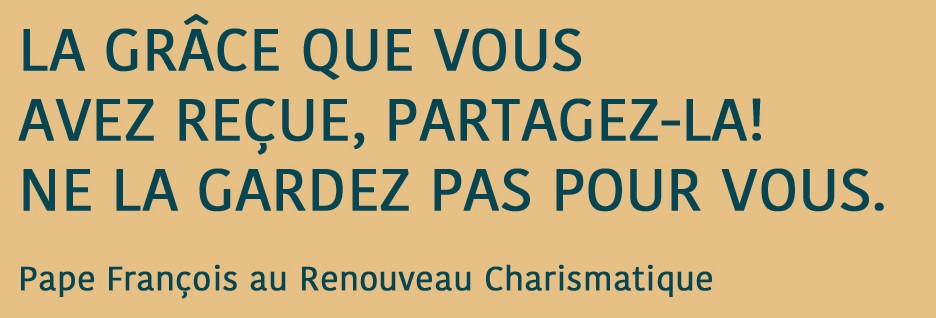 LA GRÂCE QUE VOUS
AVEZ REÇUE, PARTAGEZ-LA!
NE LA GARDEZ PAS POUR VOUS.
Pape François au Renouveau Charismatique